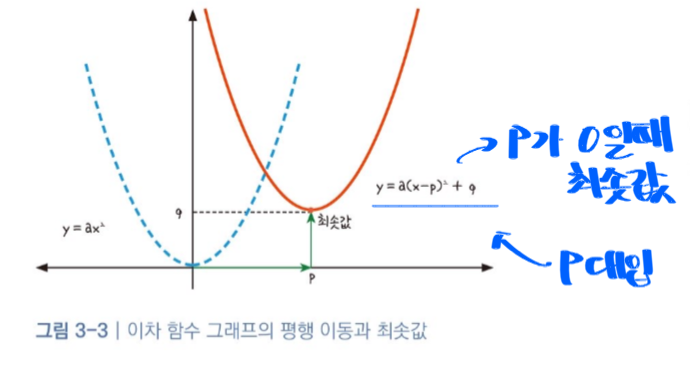 P가 0일때
최솟값
y = a(x-p)² + q
q
최솟값
y = ax²
P대입
P
그림 3-3 | 이차 함수 그래프의 평행 이동과 최솟값